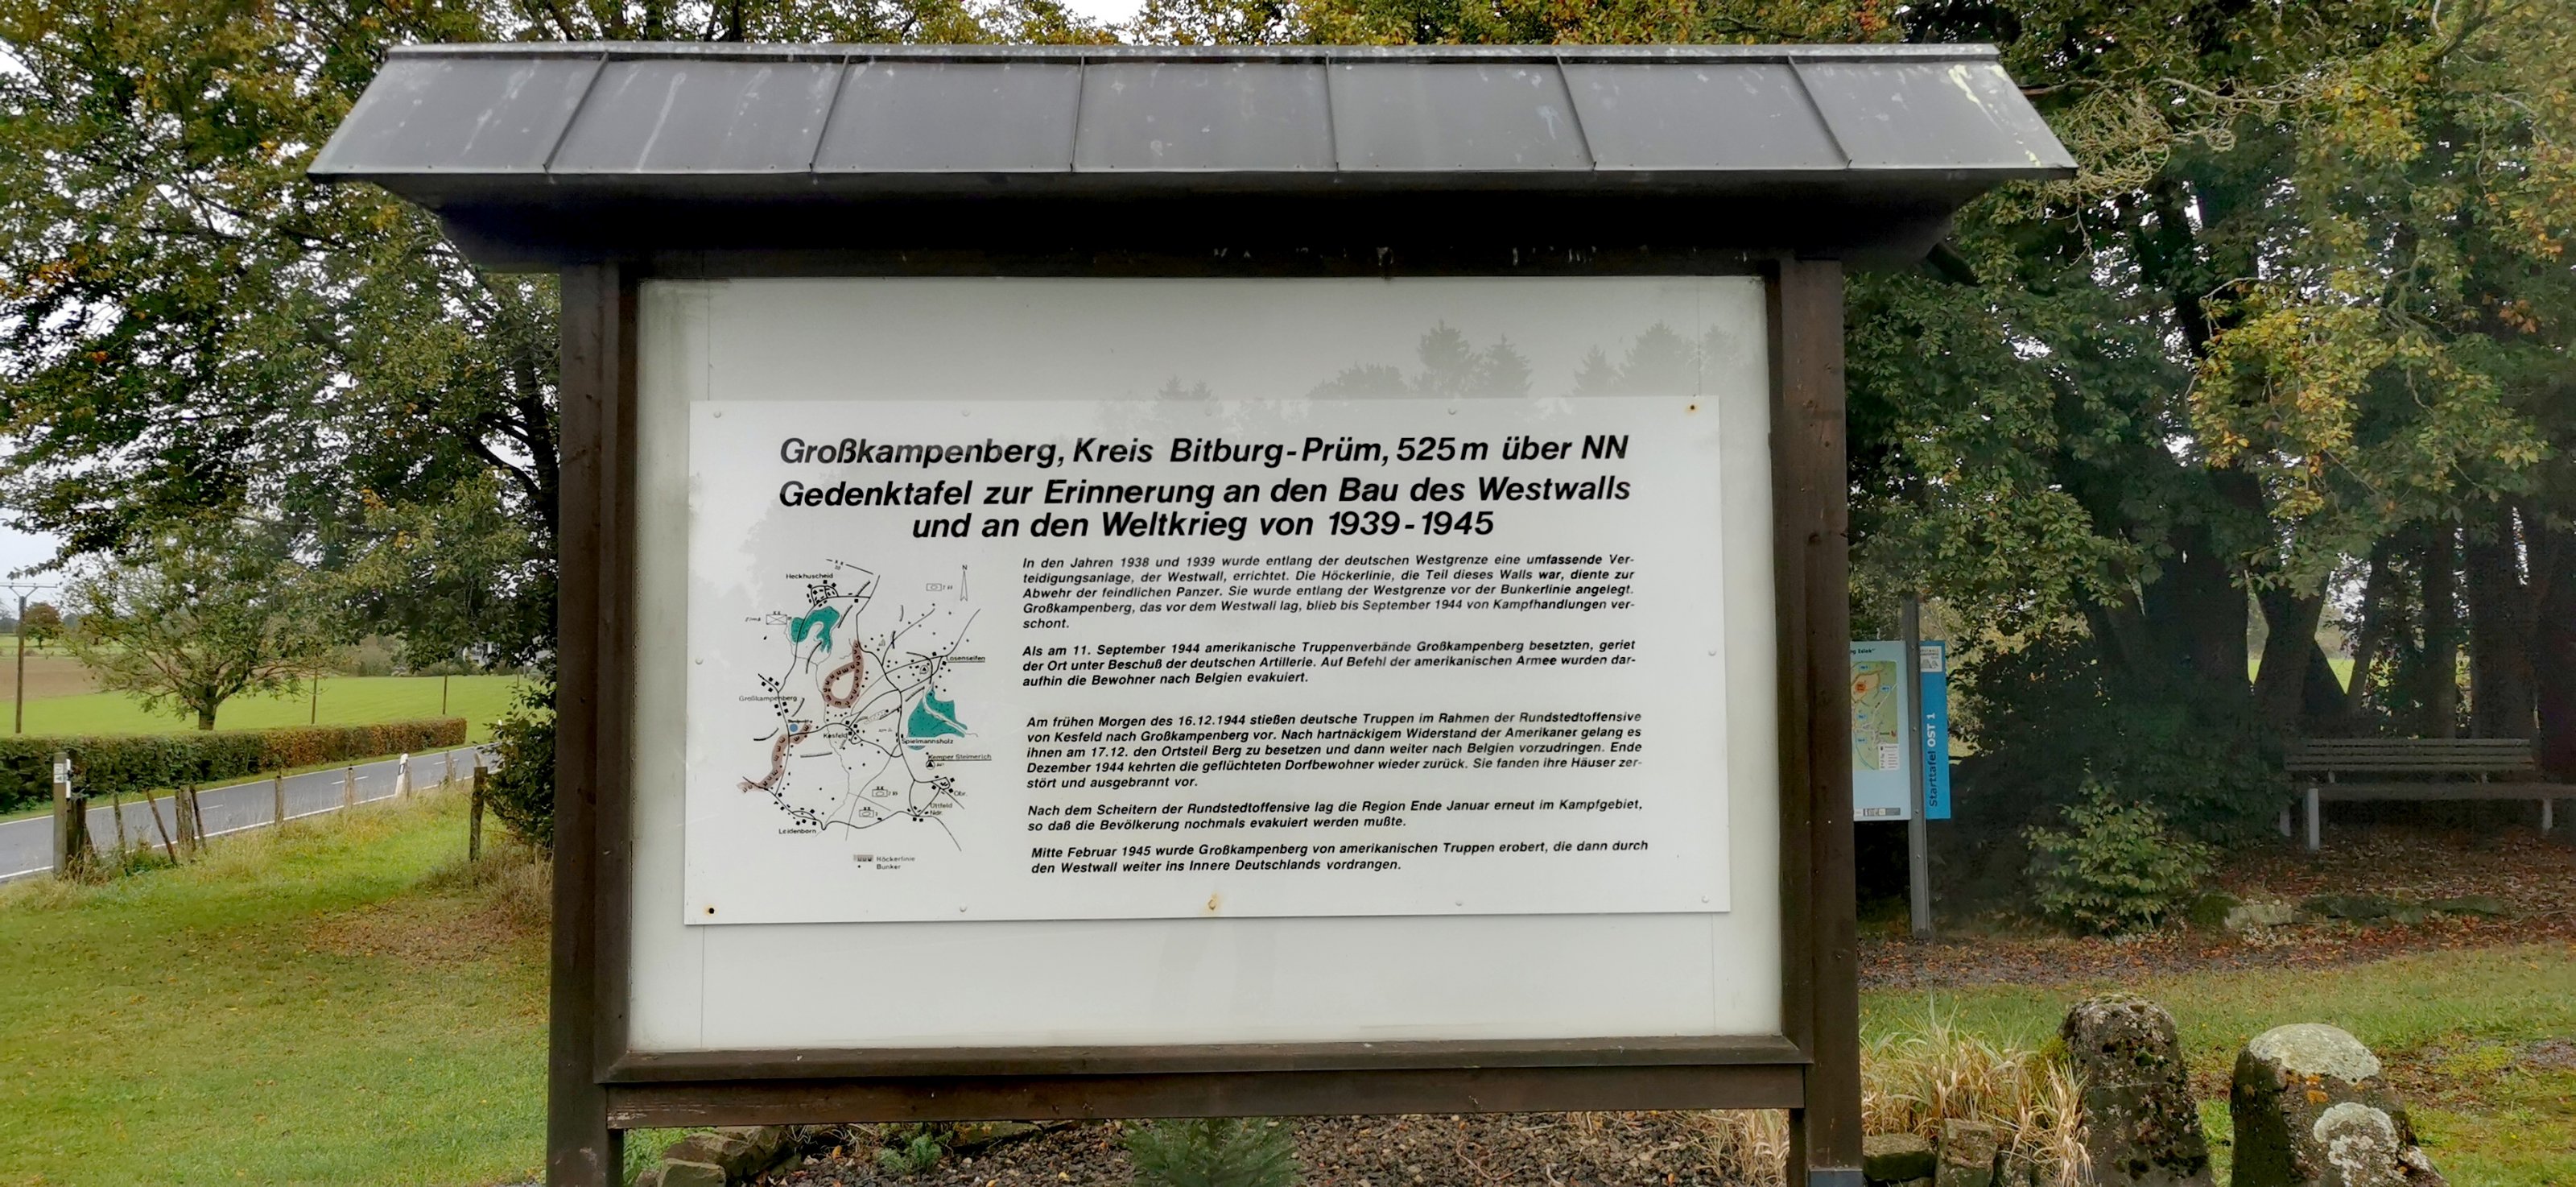 Großkampenberg, Kreis Bitburg-Prüm, 525 m über NN
Gedenktafel zur Erinnerung an den Bau des Westwalls
und an den Weltkrieg von 1939-1945
In den Jahren 1938 und 1939 wurde entlang der deutschen Westgrenze eine umfassende Ver-
teidigungsanlage, der Westwall, errichtet. Die Höckerlinie, die Teil dieses Walls war, diente zur
Abwehr der feindlichen Panzer. Sie wurde entlang der Westgrenze vor der Bunkerlinie angelegt.
Großkampenberg, das vor dem Westwall lag, blieb bis September 1944 von Kampfhandlungen ver-
schont.
Als am 11. September 1944 amerikanische Truppenverbände Großkampenberg besetzten, geriet
der Ort unter Beschuß der deutschen Artillerie. Auf Befehl der amerikanischen Armee wurden dar-
aufhin die Bewohner nach Belgien evakuiert.
Am frühen Morgen des 16.12.1944 stießen deutsche Truppen im Rahmen der Rundstedtoffensive
von Kesfeld nach Großkampenberg vor. Nach hartnäckigem Widerstand der Amerikaner gelang es
ihnen am 17.12. den Ortsteil Berg zu besetzen und dann weiter nach Belgien vorzudringen. Ende
Dezember 1944 kehrten die geflüchteten Dorfbewohner wieder zurück. Sie fanden ihre Häuser zer-
stört und ausgebrannt vor.
Nach dem Scheitern der Rundstedtoffensive lag die Region Ende Januar erneut im Kampfgebiet,
so daß die Bevölkerung nochmals evakuiert werden mußte.
Mitte Februar 1945 wurde Großkampenberg von amerikanischen Truppen erobert, die dann durch
den Westwall weiter ins Innere Deutschlands vordrangen.
N
Heckhuscheid
Großkampenberg
Kesfeld
Spielmannsholz
Kemper Steimerich
Obr.
Üttfeld
Ndr.
Leidenborn
Höckerlinie
Bunker
Starttafel OST 1